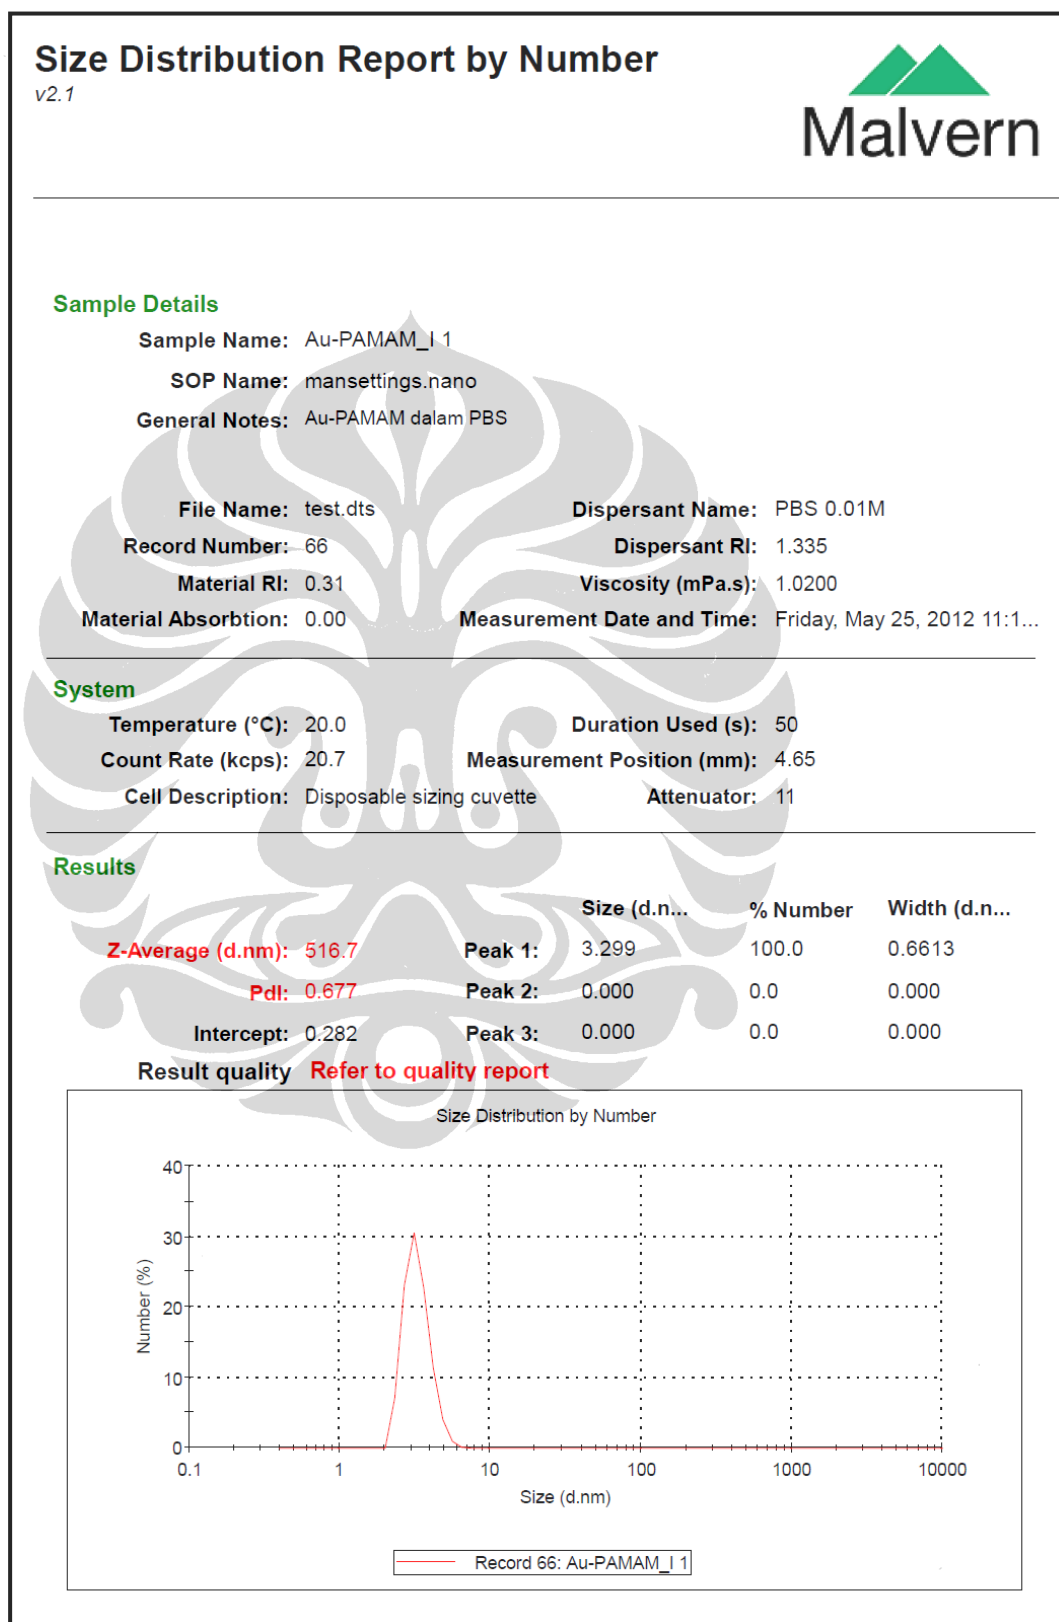 Size Distribution Report by Number
v2.1
Malvern
Sample Details
Sample Name: Au-PAMAM_I 1
SOP Name: mansettings.nano
General Notes: Au-PAMAM dalam PBS
File Name: test.dts Dispersant Name: PBS 0.01M
Record Number: 66 Dispersant RI: 1.335
Material RI: 0.31 Viscosity (mPa.s): 1.0200
Material Absorbtion: 0.00 Measurement Date and Time: Friday, May 25, 2012 11:1...
System
Temperature (°C): 20.0 Duration Used (s): 50
Count Rate (kcps): 20.7 Measurement Position (mm): 4.65
Cell Description: Disposable sizing cuvette Attenuator: 11
Results
Size (d.n... % Number Width (d.n...
Z-Average (d.nm): 516.7 Peak 1: 3.299 100.0 0.6613
PdI: 0.677 Peak 2: 0.000 0.0 0.000
Intercept: 0.282 Peak 3: 0.000 0.0 0.000
Result quality Refer to quality report
Size Distribution by Number
40
30
20
10
0
Number (%)
0.1 1 10 100 1000 10000
Size (d.nm)
Record 66: Au-PAMAM_I 1